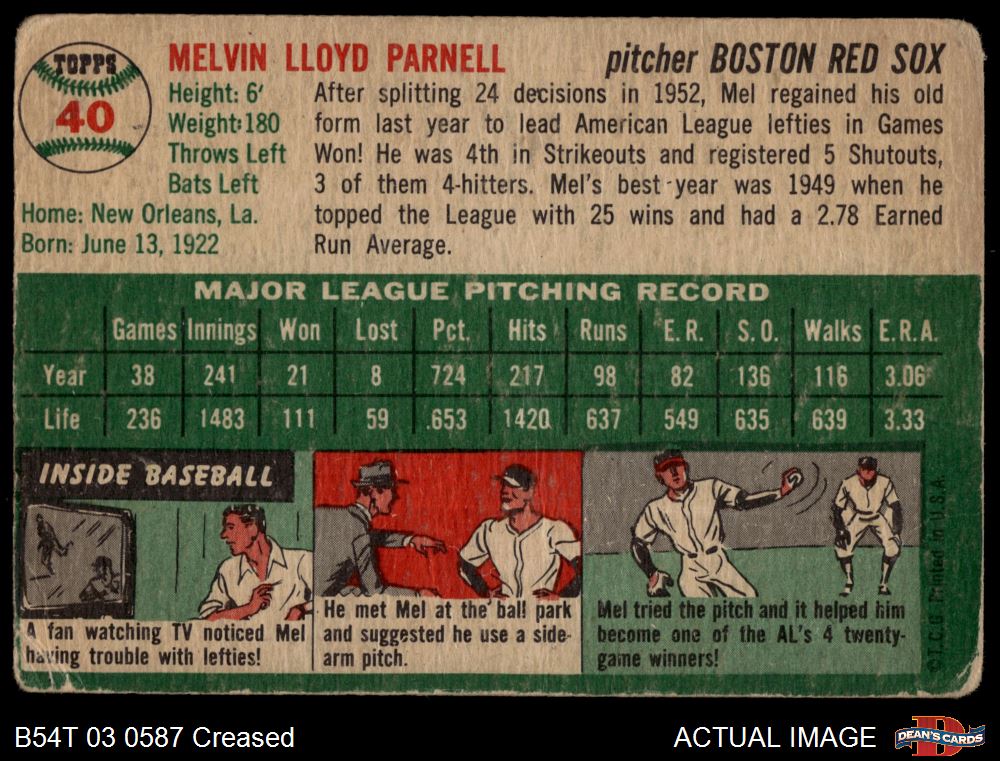 TOPPS
40
MELVIN LLOYD PARNELL
pitcher BOSTON RED SOX
Height: 6'
Weight: 180
Throws Left
Bats Left
Home: New Orleans, La.
Born: June 13, 1922
After splitting 24 decisions in 1952, Mel regained his old
form last year to lead American League lefties in Games
Won! He was 4th in Strikeouts and registered 5 Shutouts,
3 of them 4-hitters. Mel's best year was 1949 when he
topped the League with 25 wins and had a 2.78 Earned
Run Average.
MAJOR LEAGUE PITCHING RECORD
Games Innings Won Lost Pct. Hits Runs E.R. S.O. Walks E.R.A.
Year 38 241 21 8 724 217 98 82 136 116 3.06
Life 236 1483 111 59 .653 1420 637 549 635 639 3.33
INSIDE BASEBALL
A fan watching TV noticed Mel
having trouble with lefties!
He met Mel at the ball park
and suggested he use a side-
arm pitch.
Mel tried the pitch and it helped him
become one of the AL's 4 twenty-
game winners!
©T.C.G. Printed in U.S.A.
B54T 03 0587 Creased
ACTUAL IMAGE
DEAN'S CARDS